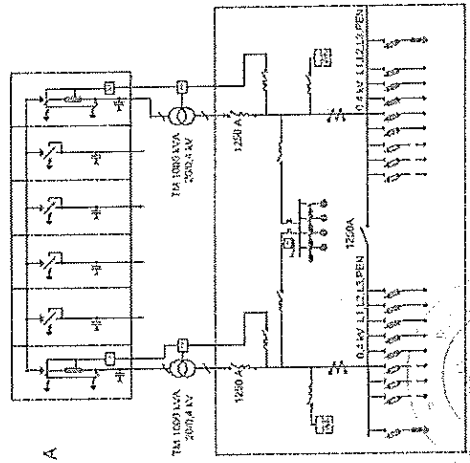 A
TM 1000 kVA
20/0,4 kV
TM 1000 kVA
20/0,4 kV
1250 A
1250 A
1250A
0,4 kV L1,L2,L3,PEN
0,4 kV L1,L2,L3,PEN